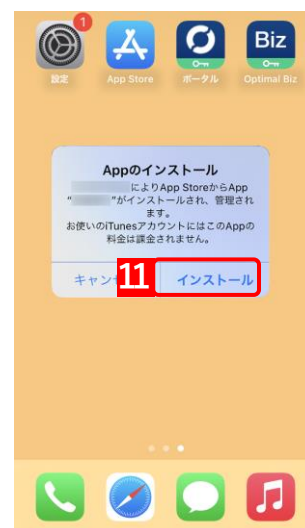 1
Biz
設定 App Store ポータル Optimal Biz
Appのインストール
によりApp StoreからApp
“ ”がインストールされ、管理され
ます。
お使いのiTunesアカウントにはこのAppの
料金は課金されません。
キャン 11 インストール